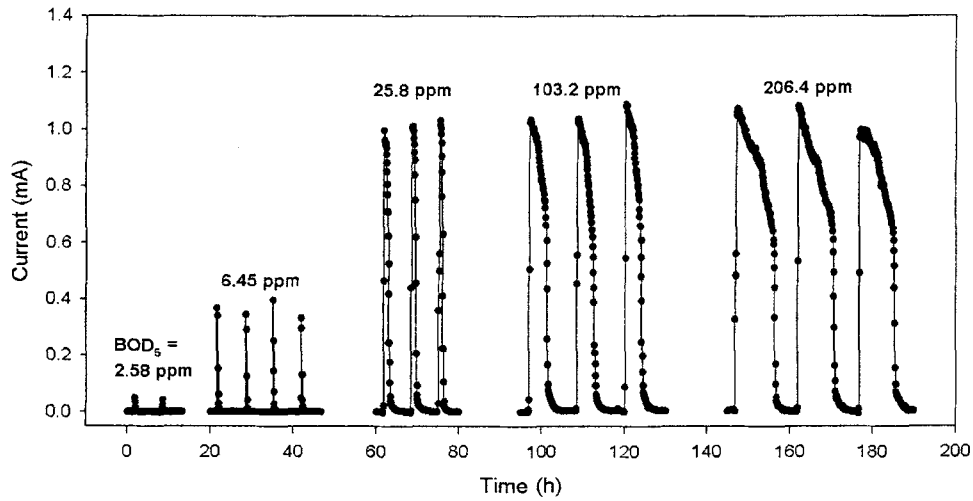 1.4
1.2
1.0
0.8
0.6
0.4
0.2
0.0
Current (mA)
BOD₅ =
2.58 ppm
6.45 ppm
25.8 ppm
103.2 ppm
206.4 ppm
0 20 40 60 80 100 120 140 160 180 200
Time (h)